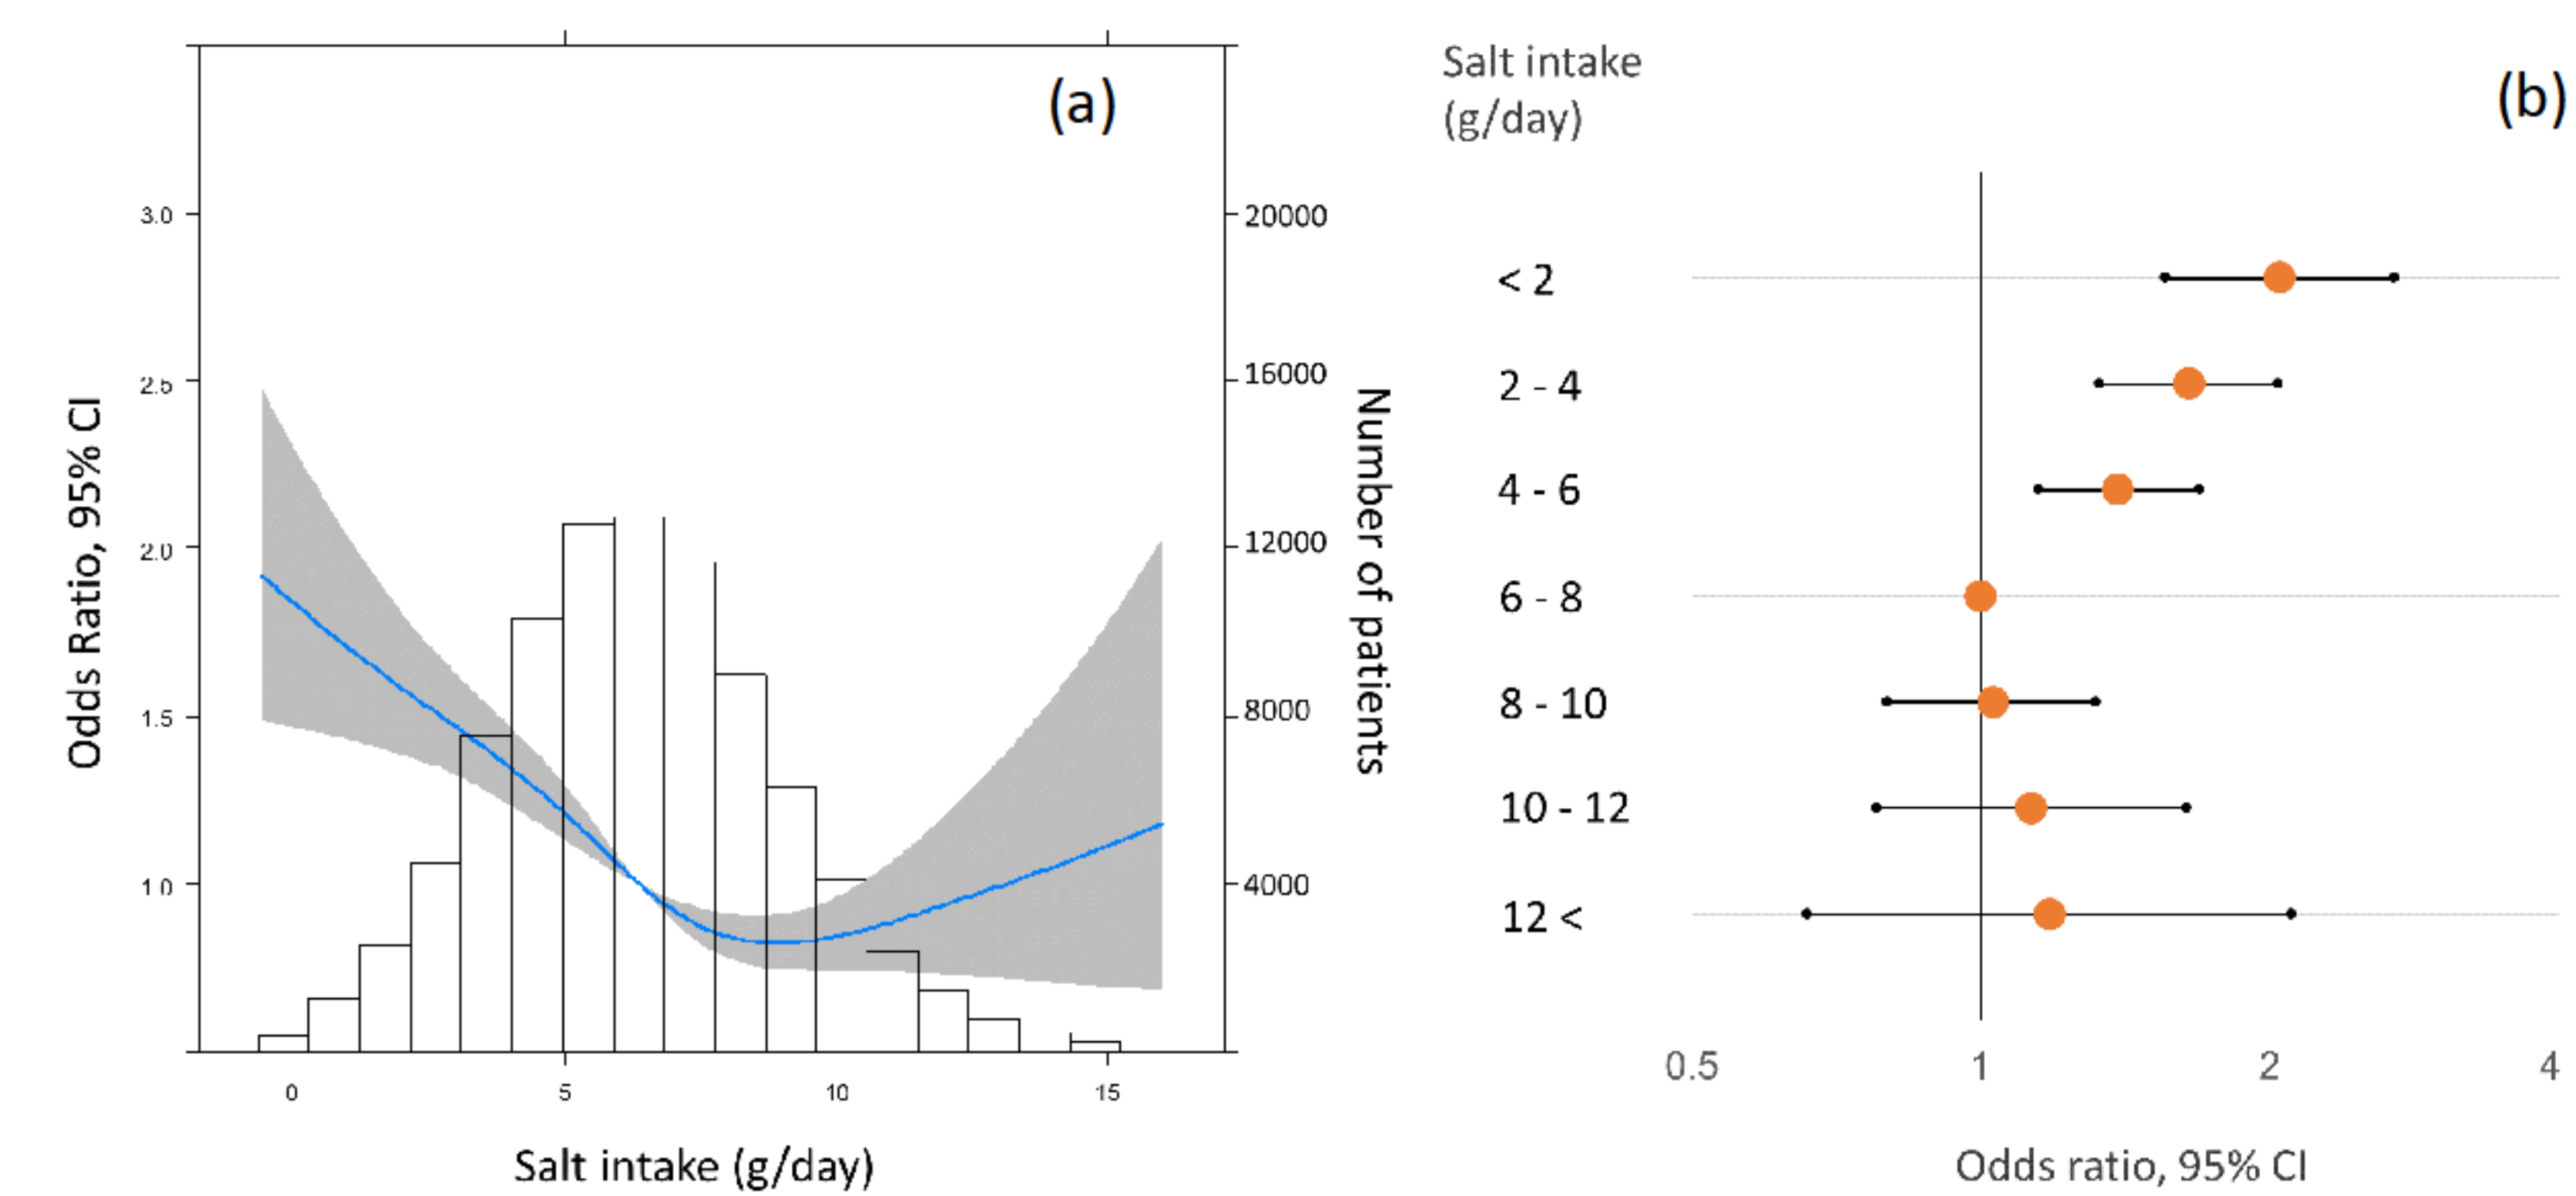 (a)
3.0
2.5
2.0
1.5
1.0
Odds Ratio, 95% CI
20000
16000
12000
8000
4000
Number of patients
0 5 10 15
Salt intake (g/day)
Salt intake
(g/day)
(b)
< 2
2 - 4
4 - 6
6 - 8
8 - 10
10 - 12
12 <
0.5 1 2 4
Odds ratio, 95% CI